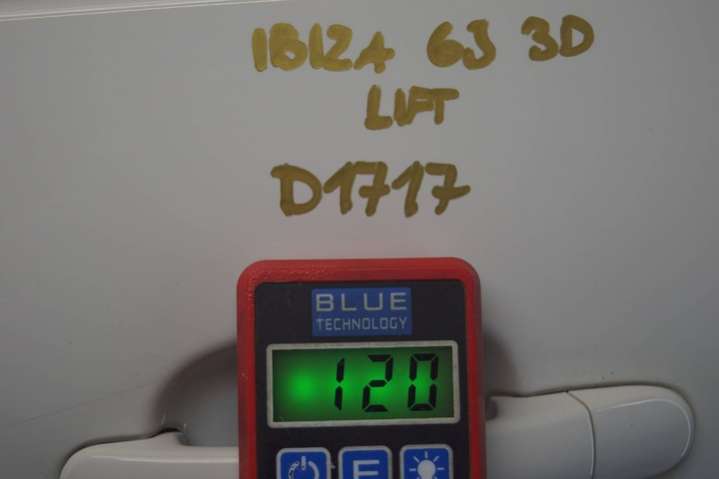 IBIZA 6J 3D
LIFT
D1717
BLUE
TECHNOLOGY
120
F